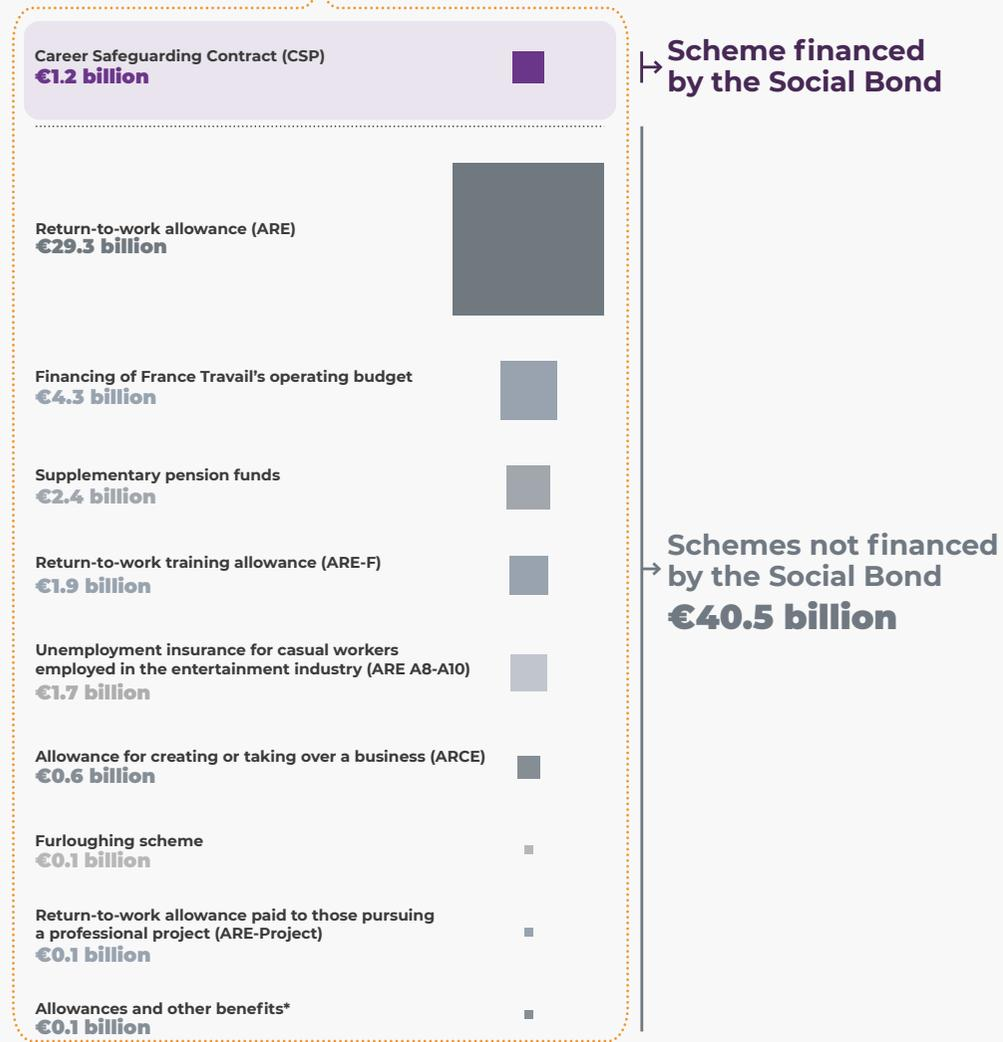 Career Safeguarding Contract (CSP)
€1.2 billion
Scheme financed
by the Social Bond
Return-to-work allowance (ARE)
€29.3 billion
Financing of France Travail’s operating budget
€4.3 billion
Supplementary pension funds
€2.4 billion
Return-to-work training allowance (ARE-F)
€1.9 billion
Unemployment insurance for casual workers
employed in the entertainment industry (ARE A8-A10)
€1.7 billion
Allowance for creating or taking over a business (ARCE)
€0.6 billion
Furloughing scheme
€0.1 billion
Return-to-work allowance paid to those pursuing
a professional project (ARE-Project)
€0.1 billion
Allowances and other benefits*
€0.1 billion
Schemes not financed
by the Social Bond
€40.5 billion